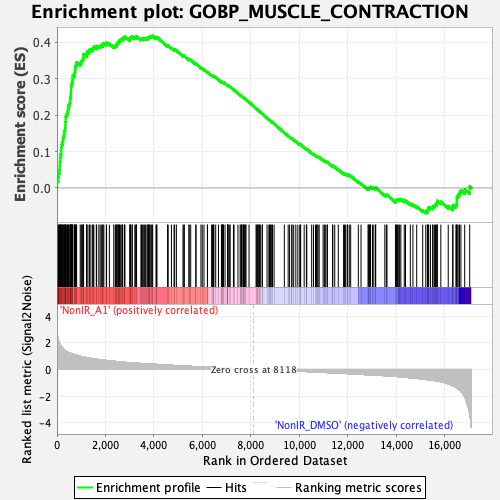 Enrichment plot: GOBP_MUSCLE_CONTRACTION
Enrichment score (ES)
0.4
0.3
0.2
0.1
0.0
'NonIR_A1' (positively correlated)
Ranked list metric (Signal2Noise)
4
2
0
-2
-4
Zero cross at 8118
'NonIR_DMSO' (negatively correlated)
0
2,000
4,000
6,000
8,000
10,000
12,000
14,000
16,000
Rank in Ordered Dataset
Enrichment profile
Hits
Ranking metric scores